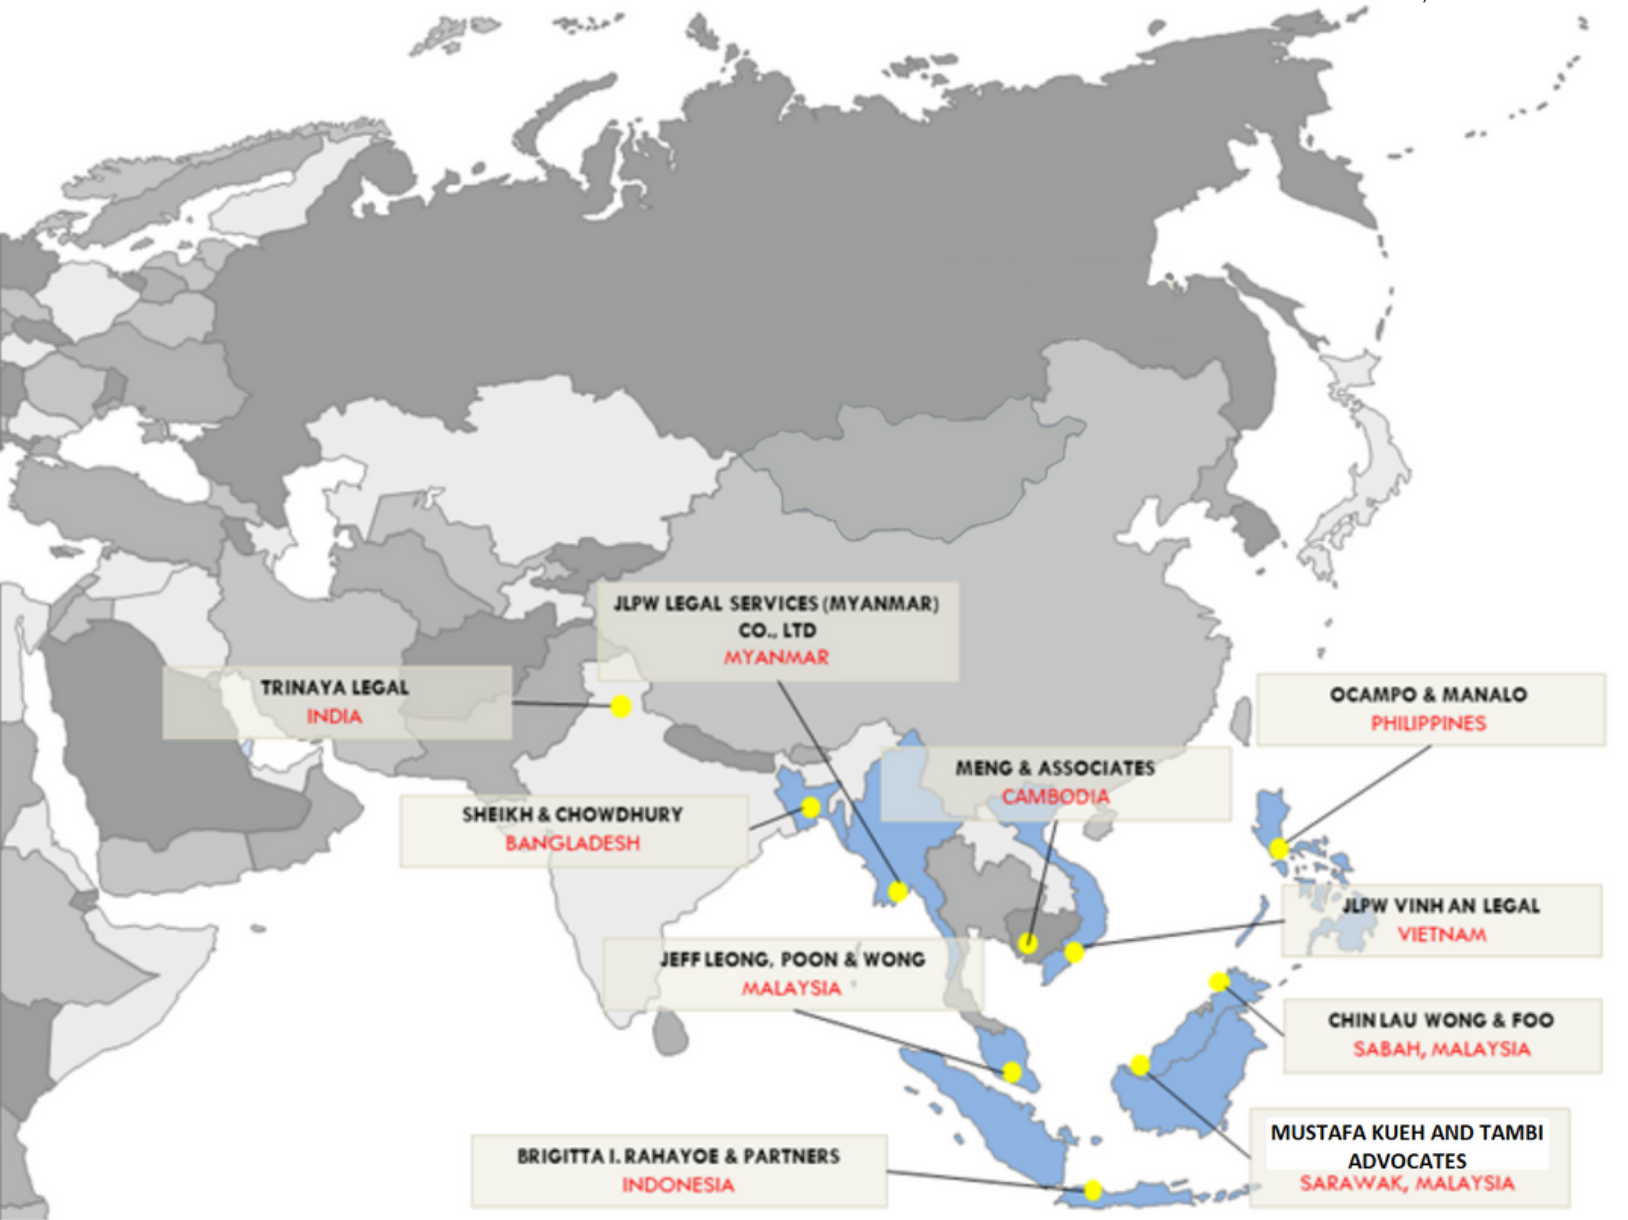 JLPW LEGAL SERVICES (MYANMAR)
CO., LTD
MYANMAR
TRINAYA LEGAL
INDIA
OCAMPO & MANALO
PHILIPPINES
MENG & ASSOCIATES
CAMBODIA
SHEIKH & CHOWDHURY
BANGLADESH
JLPW VINH AN LEGAL
VIETNAM
JEFF LEONG, POON & WONG
MALAYSIA
CHIN LAU WONG & FOO
SABAH, MALAYSIA
MUSTAFA KUEH AND TAMBI
ADVOCATES
SARAWAK, MALAYSIA
BRIGITTA I. RAHAYOE & PARTNERS
INDONESIA